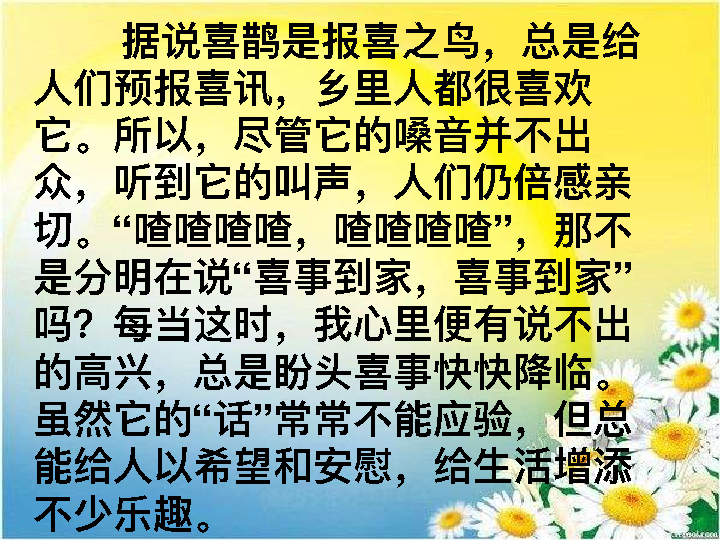 据说喜鹊是报喜之鸟，总是给
人们预报喜讯，乡里人都很喜欢
它。所以，尽管它的嗓音并不出
众，听到它的叫声，人们仍倍感亲
切。“喳喳喳喳，喳喳喳喳”，那不
是分明在说“喜事到家，喜事到家”
吗？每当这时，我心里便有说不出
的高兴，总是盼头喜事快快降临。
虽然它的“话”常常不能应验，但总
能给人以希望和安慰，给生活增添
不少乐趣。